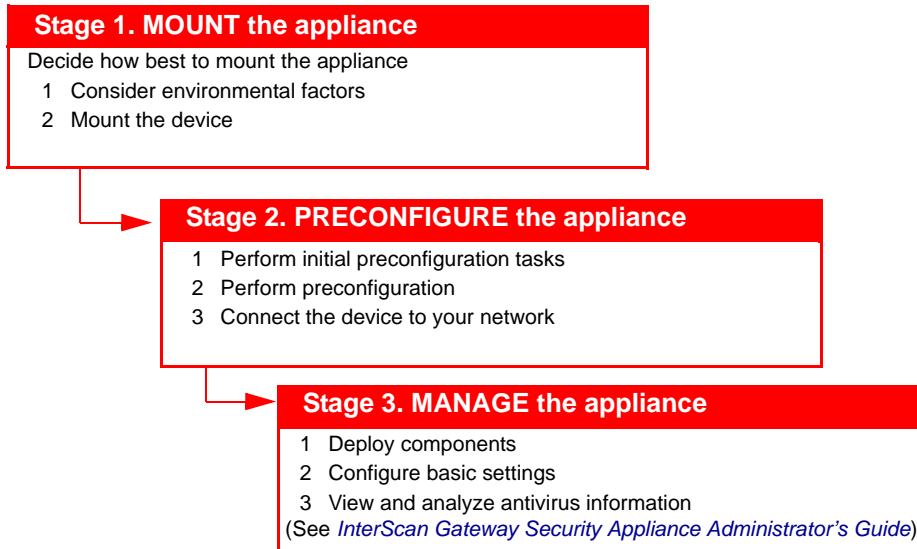 Stage 1. MOUNT the appliance
Decide how best to mount the appliance
1 Consider environmental factors
2 Mount the device
Stage 2. PRECONFIGURE the appliance
1 Perform initial preconfiguration tasks
2 Perform preconfiguration
3 Connect the device to your network
Stage 3. MANAGE the appliance
1 Deploy components
2 Configure basic settings
3 View and analyze antivirus information
(See InterScan Gateway Security Appliance Administrator's Guide)